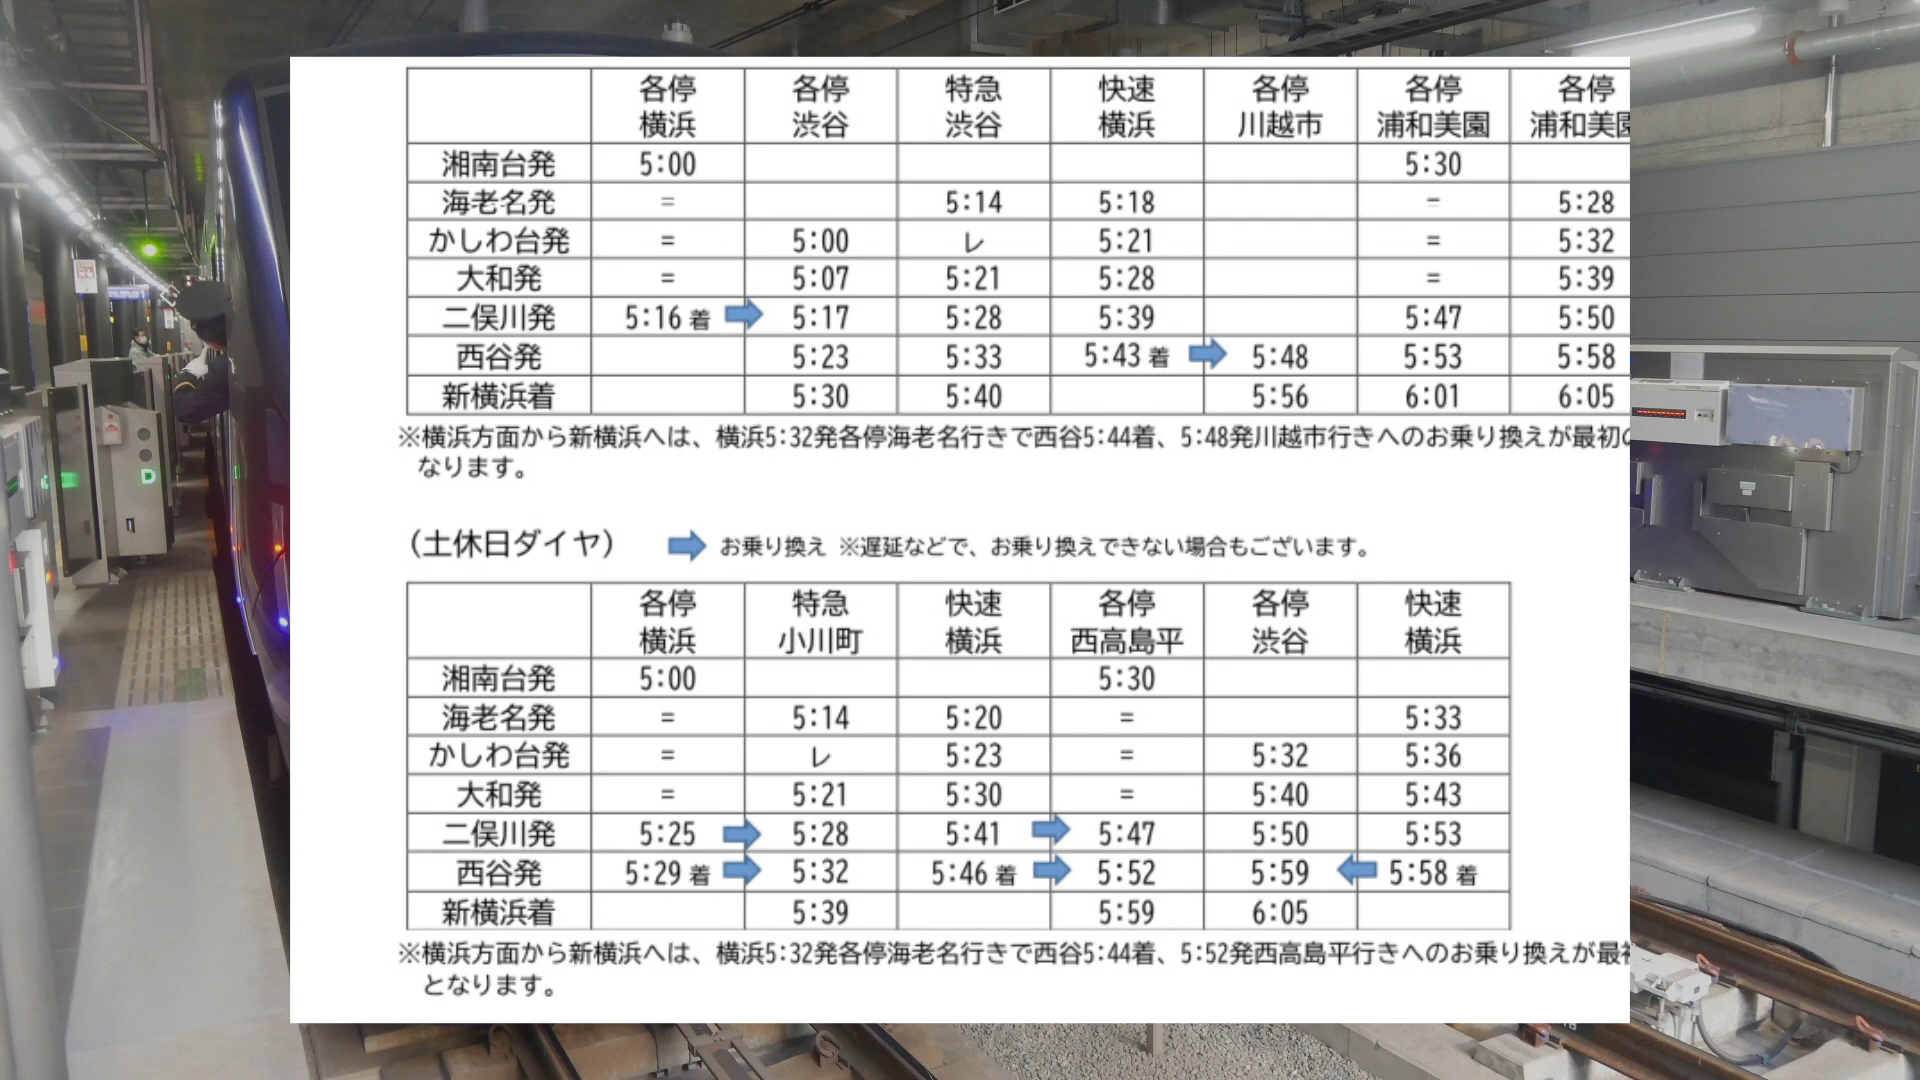 各停 各停 特急 快速 各停 各停 各停
横浜 渋谷 渋谷 横浜 川越市 浦和美園 浦和美園
湘南台発 5:00 5:30
海老名発 = 5:14 5:18 = 5:28
かしわ台発 = 5:00 レ 5:21 = 5:32
大和発 = 5:07 5:21 5:28 = 5:39
二俣川発 5:16着 5:17 5:28 5:39 5:47 5:50
西谷発 5:23 5:33 5:43着 5:48 5:53 5:58
新横浜着 5:30 5:40 5:56 6:01 6:05
※横浜方面から新横浜へは、横浜5:32発各停海老名行きで西谷5:44着、5:48発川越市行きへのお乗り換えが最初
なります。
（土休日ダイヤ） お乗り換え ※遅延などで、お乗り換えできない場合もございます。
各停 特急 快速 各停 各停 快速
横浜 小川町 横浜 西高島平 渋谷 横浜
湘南台発 5:00 5:30
海老名発 = 5:14 5:20 = 5:33
かしわ台発 = レ 5:23 = 5:32 5:36
大和発 = 5:21 5:30 = 5:40 5:43
二俣川発 5:25 5:28 5:41 5:47 5:50 5:53
西谷発 5:29着 5:32 5:46着 5:52 5:59 5:58着
新横浜着 5:39 5:59 6:05
※横浜方面から新横浜へは、横浜5:32発各停海老名行きで西谷5:44着、5:52発西高島平行きへのお乗り換えが最
となります。
D